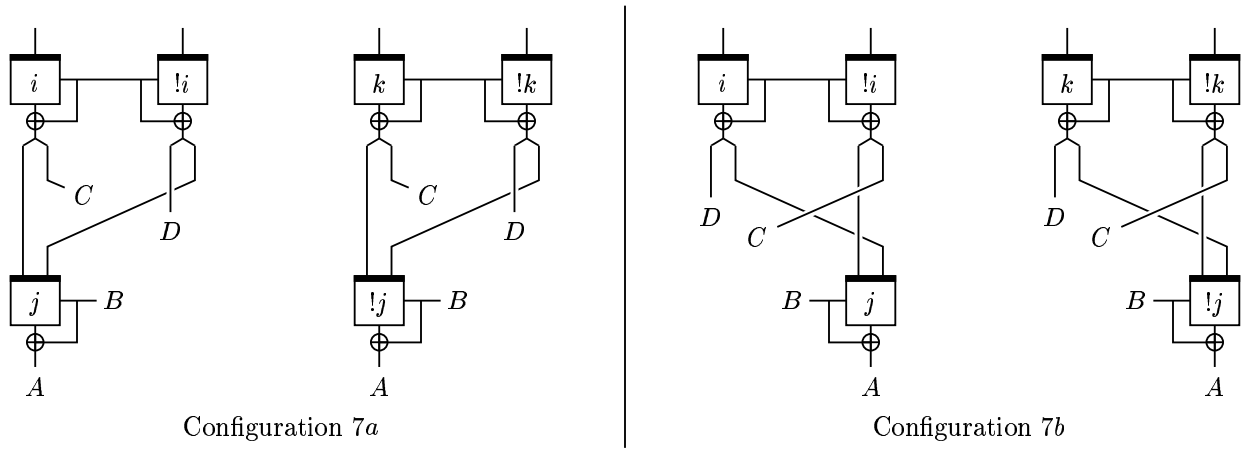 i !i k !k i !i k !k
C C
D D D D
C C
j B !j B B j B !j
A A A A
Configuration 7a Configuration 7b